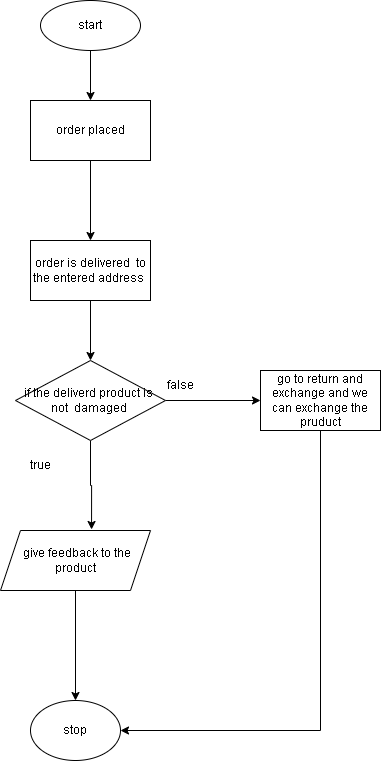 start
order placed
order is delivered to
the entered address
if the deliverd product is
not damaged
false
go to return and
exchange and we
can exchange the
pruduct
true
give feedback to the
product
stop